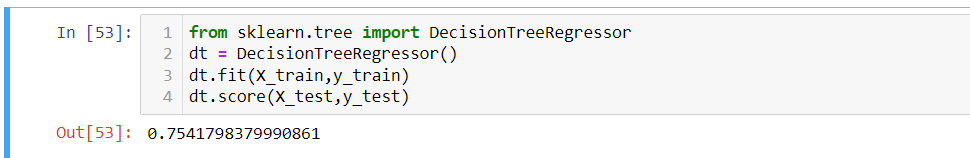 In [53]:
1 from sklearn.tree import DecisionTreeRegressor
2 dt = DecisionTreeRegressor()
3 dt.fit(X_train,y_train)
4 dt.score(X_test,y_test)
Out[53]: 0.7541798379990861